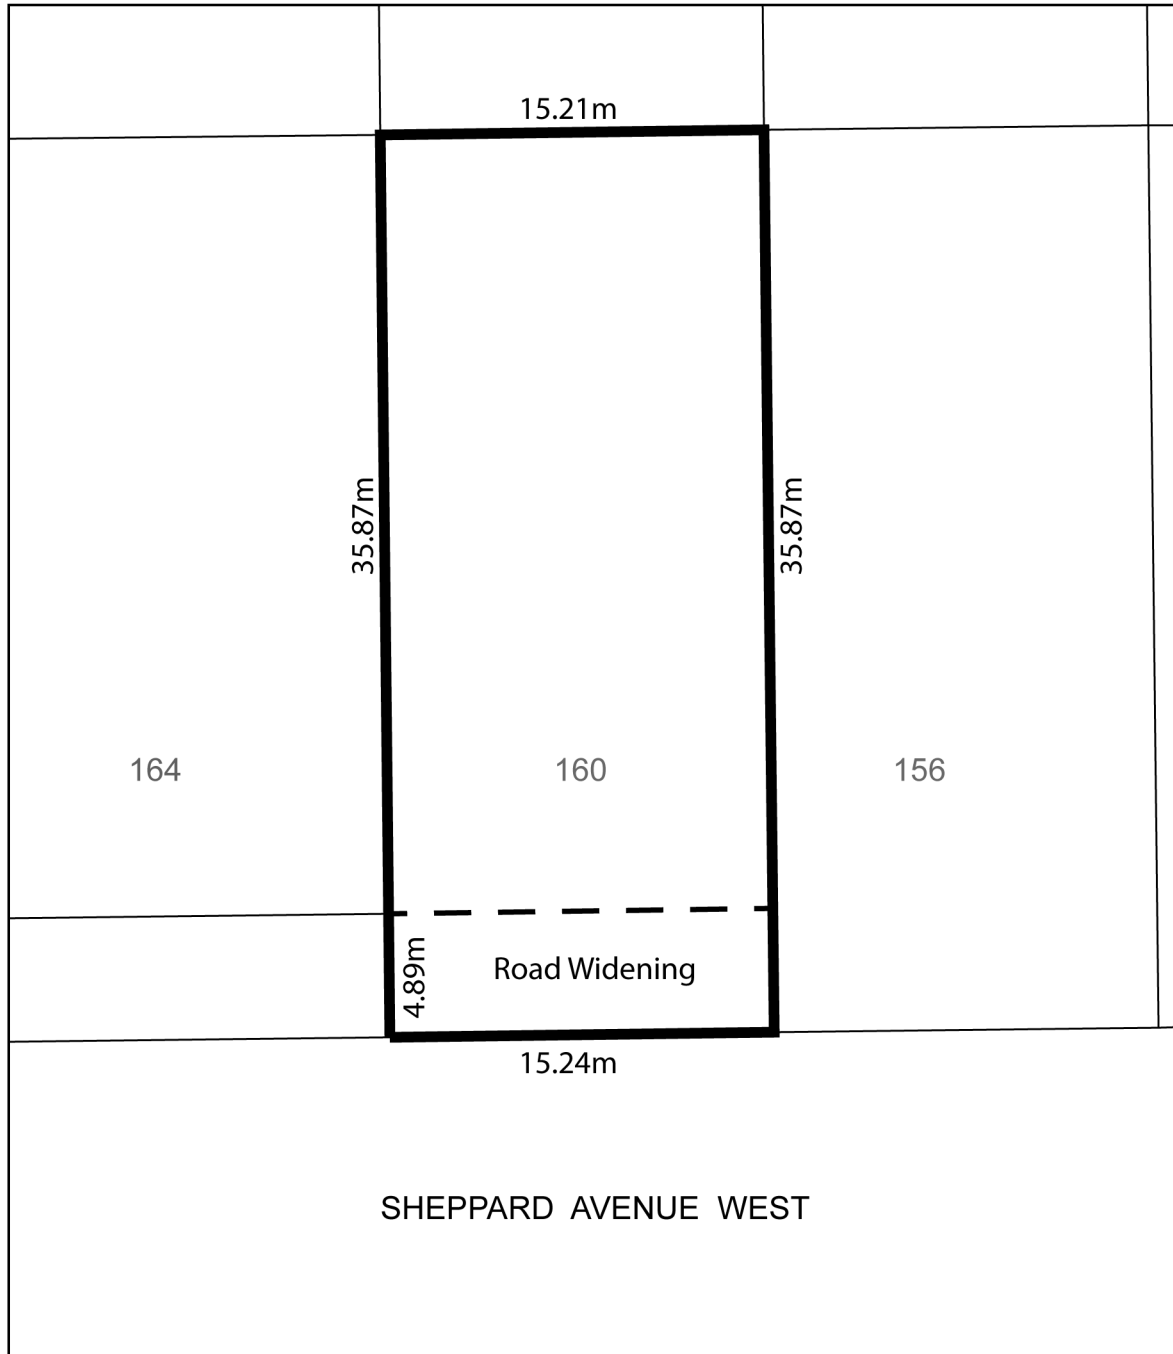 15.21m
35.87m
35.87m
164
160
156
4.89m
Road Widening
15.24m
SHEPPARD AVENUE WEST